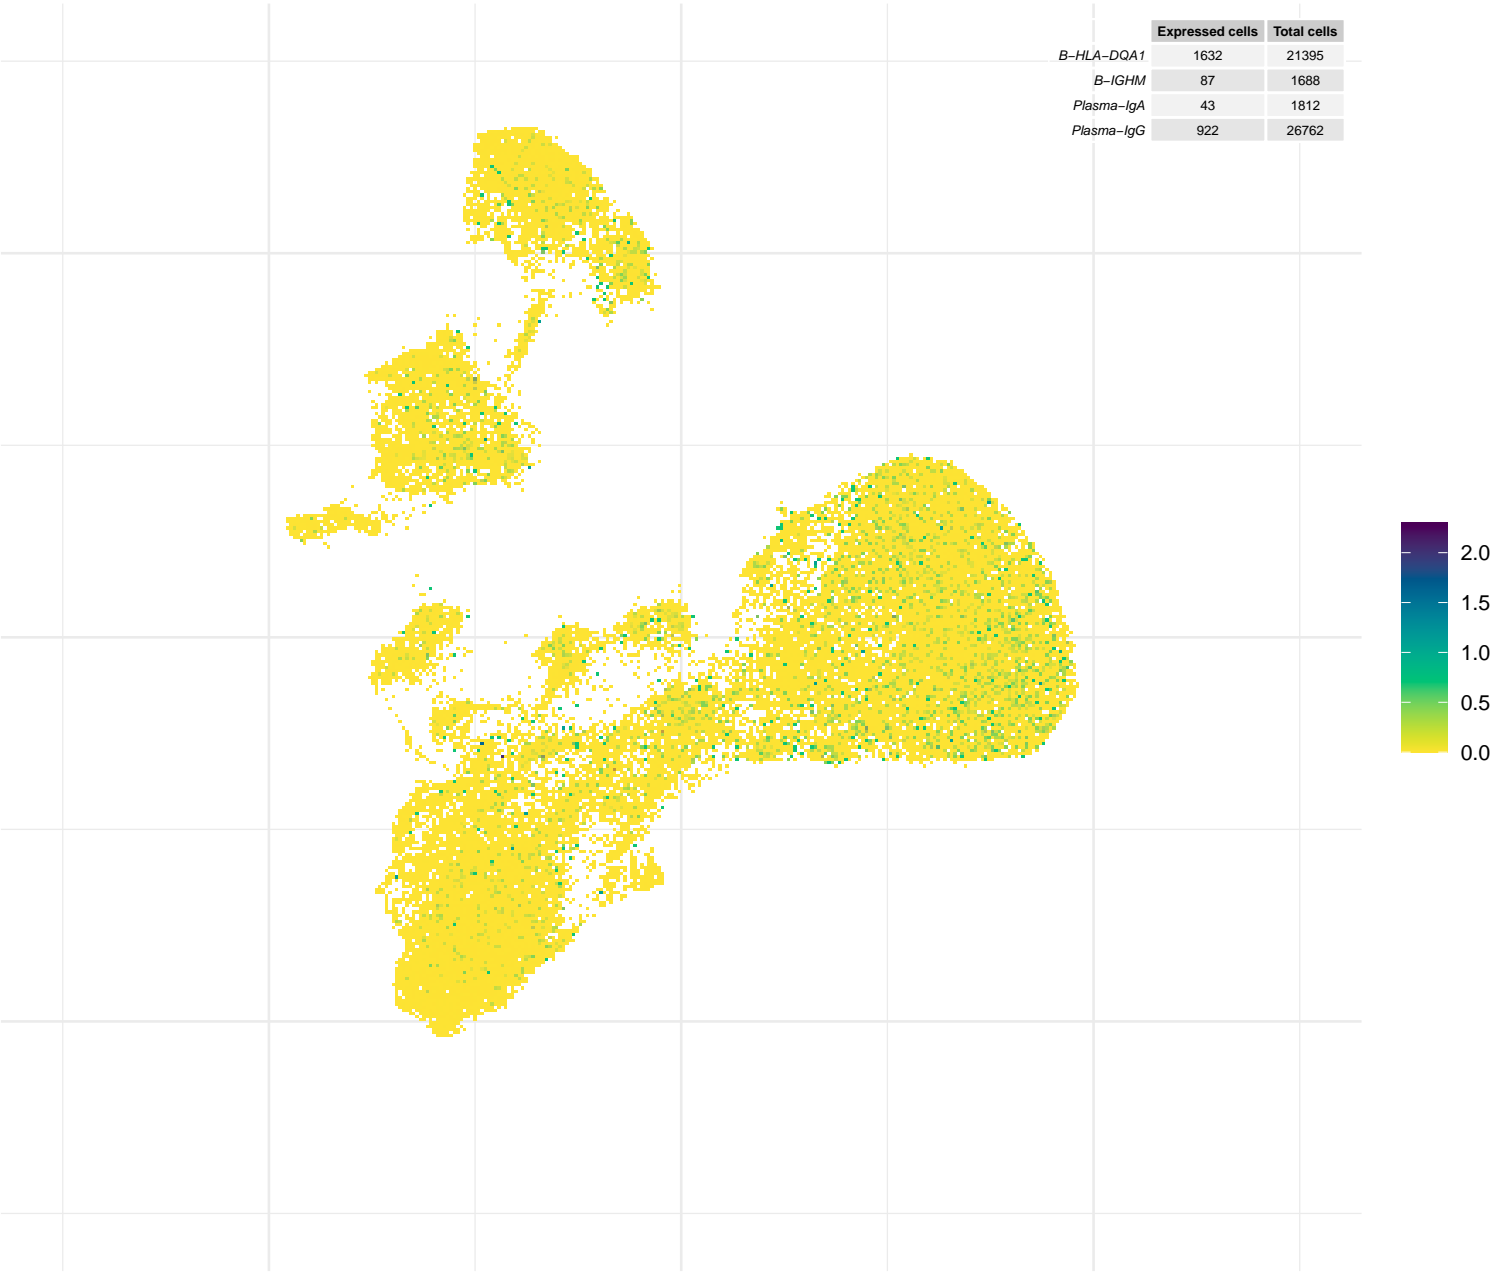 Expressed cells Total cells
B–HLA–DQA1 1632 21395
B–IGHM 87 1688
Plasma–IgA 43 1812
Plasma–IgG 922 26762
2.0
1.5
1.0
0.5
0.0